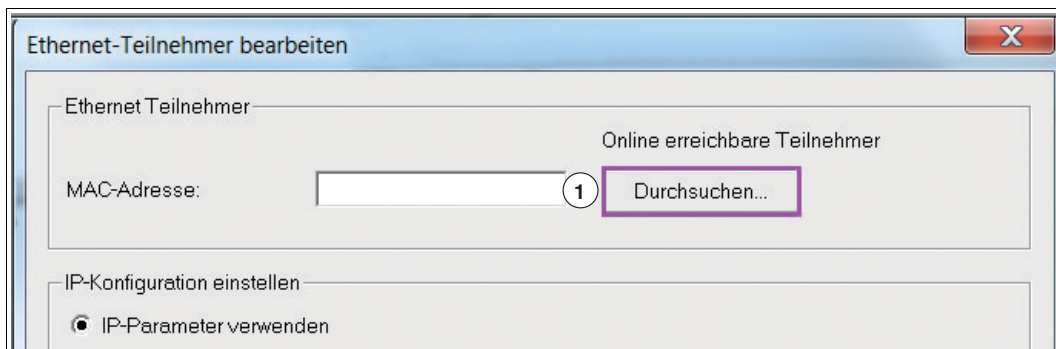 Ethernet-Teilnehmer bearbeiten
X
Ethernet Teilnehmer
Online erreichbare Teilnehmer
MAC-Adresse:
1
Durchsuchen...
IP-Konfiguration einstellen
IP-Parameter verwenden